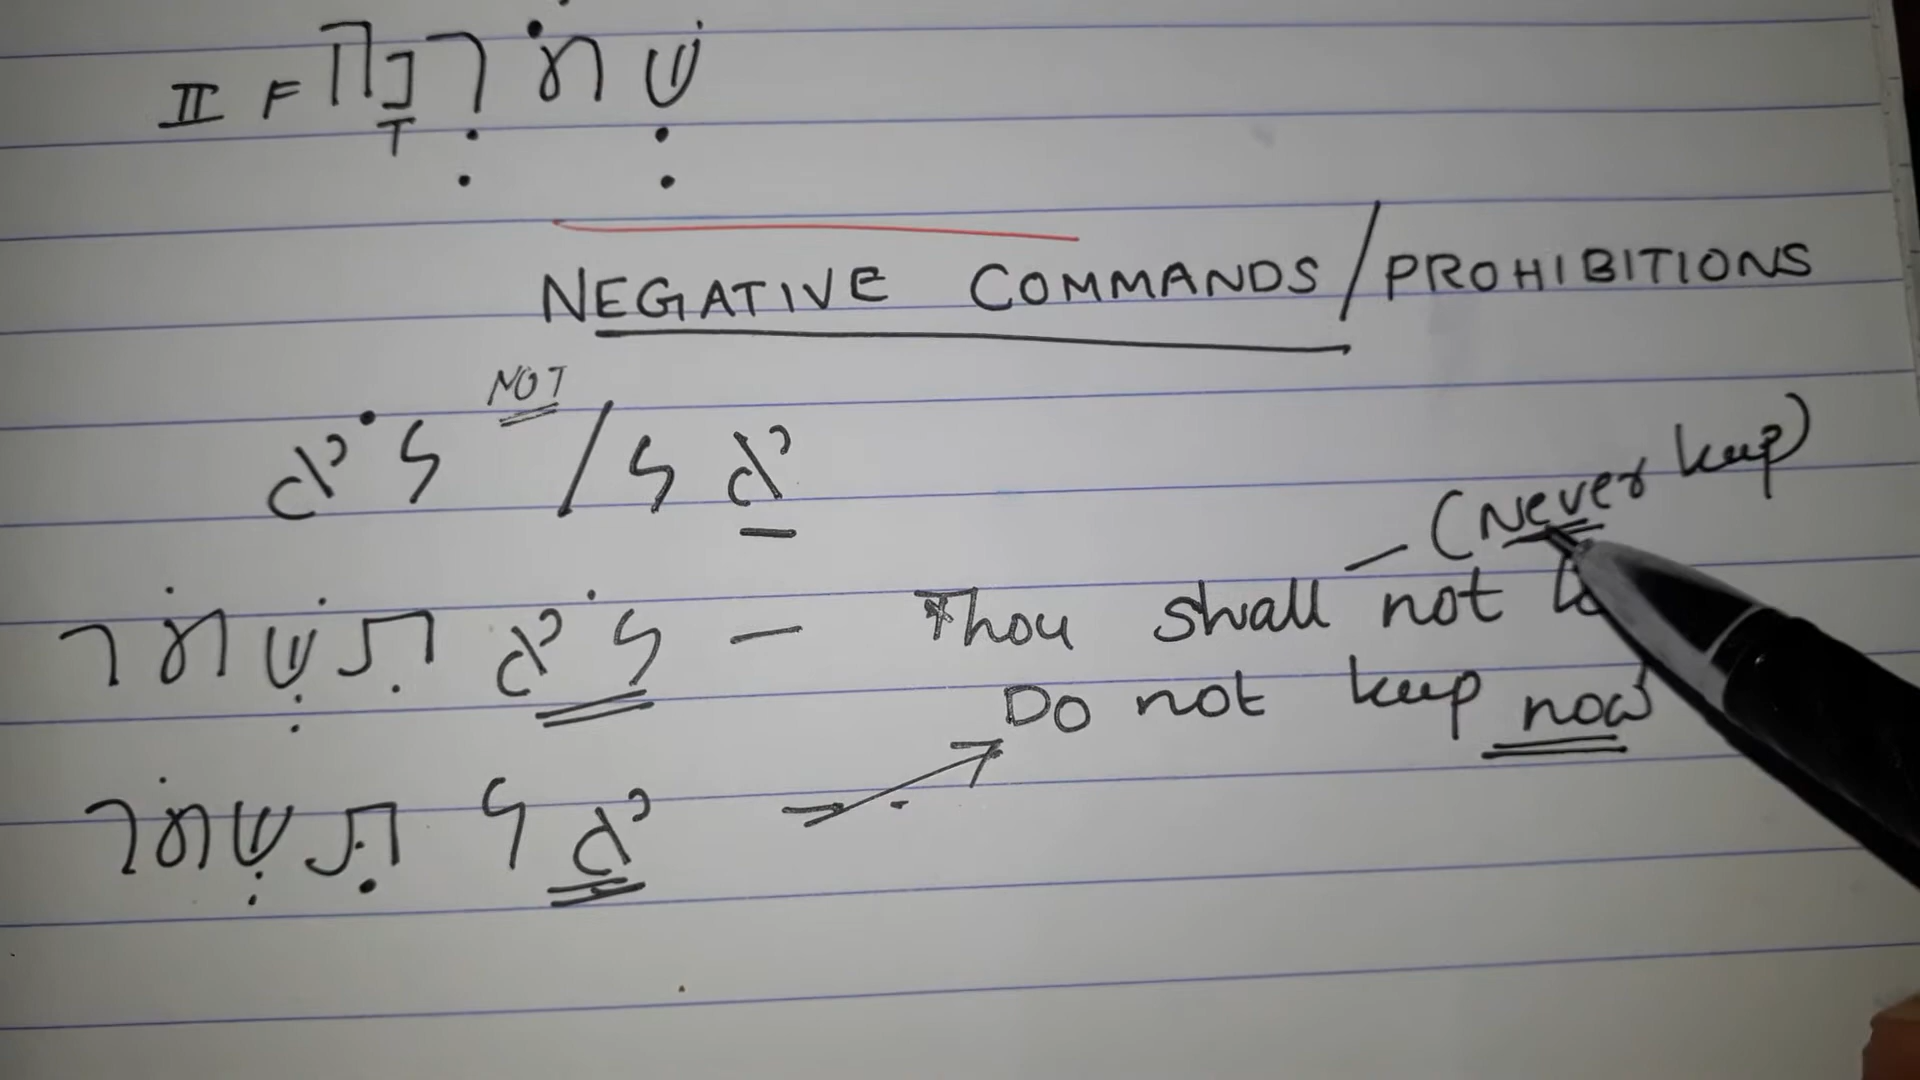 II F שְׁמֹרְנָה
NEGATIVE COMMANDS/PROHIBITIONS
NOT
לֹא / אַל
(Never keep)
לֹא תִּשְׁמֹר — Thou shall not
Do not keep now
אַל תִּשְׁמֹר